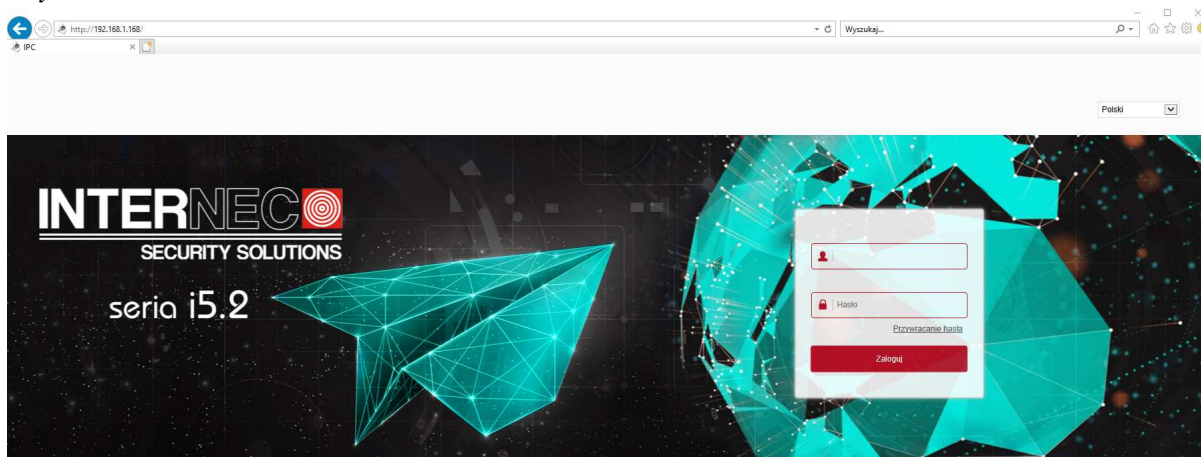 http://192.168.1.168/
Wyszukaj...
IPC
Polski
INTERNEC
SECURITY SOLUTIONS
seria i5.2
Hasło
Przywracanie hasła
Zaloguj